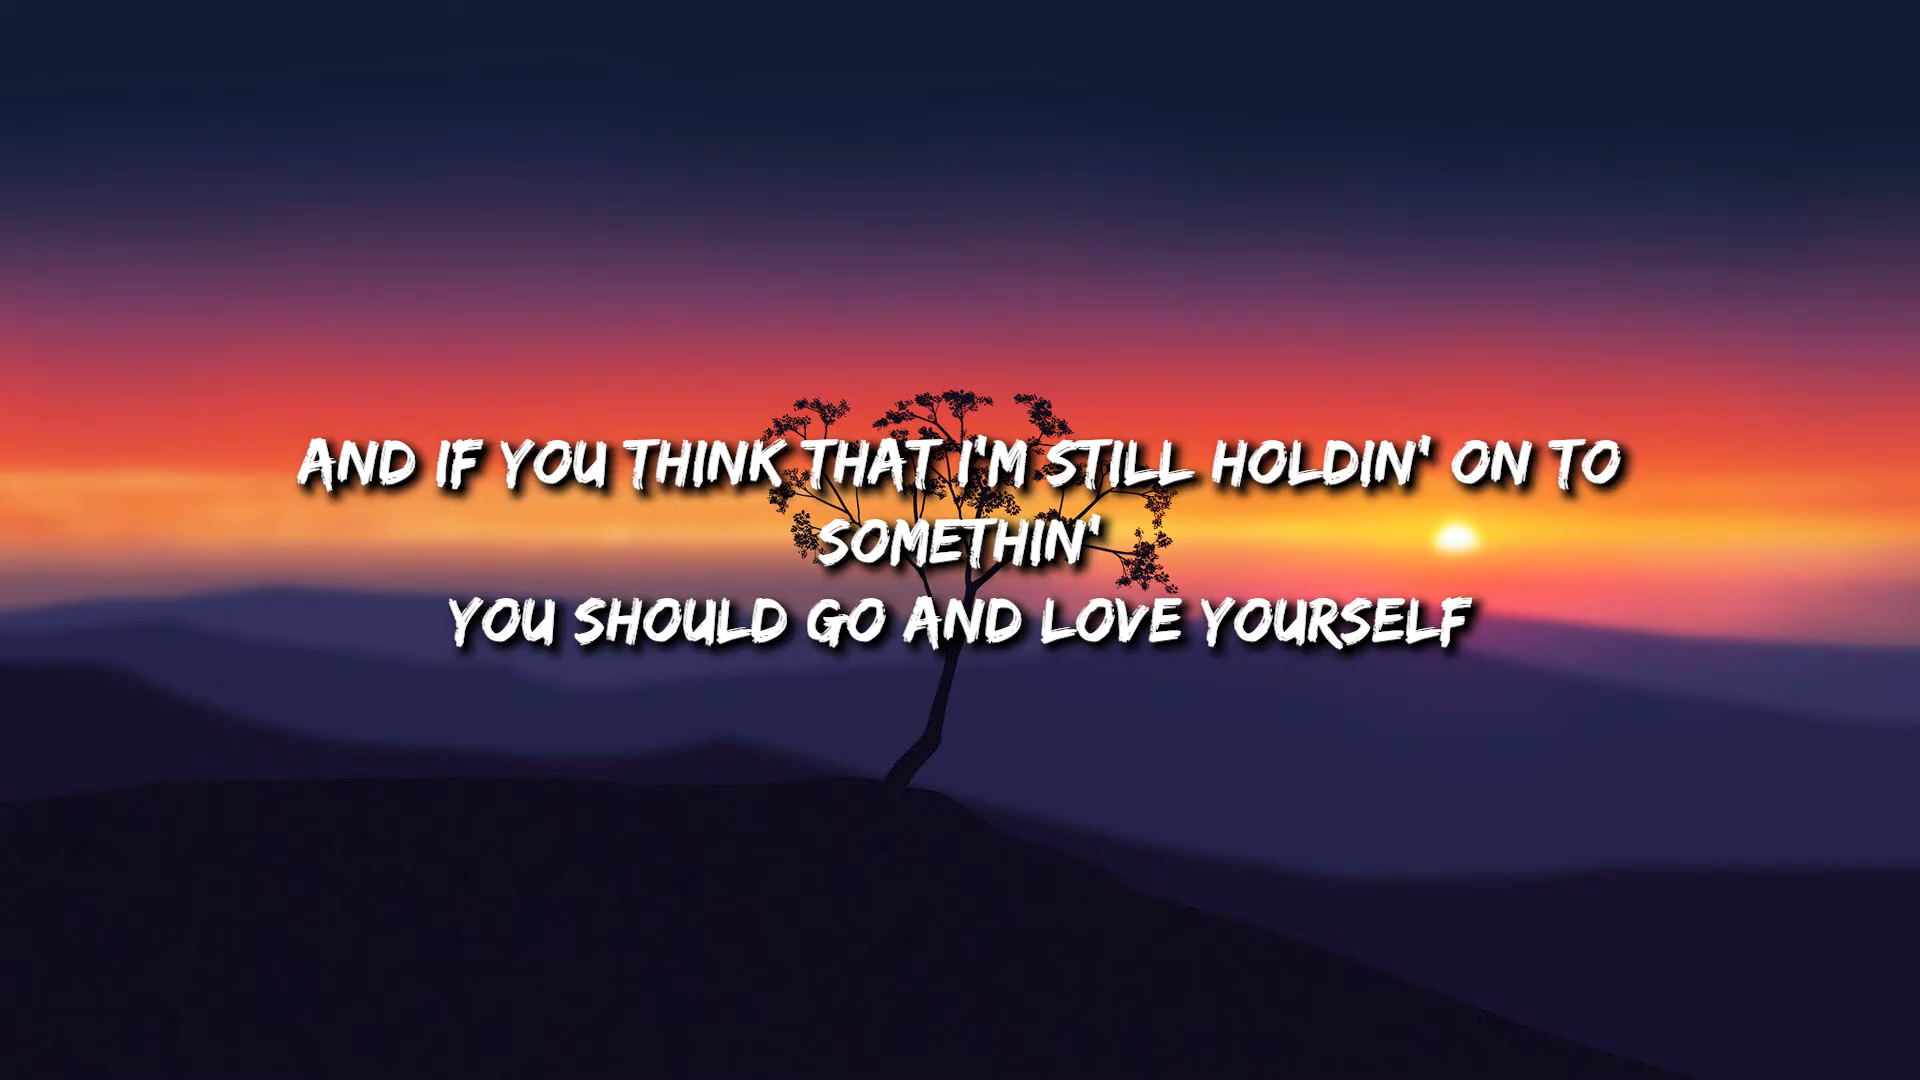 AND IF YOU THINK THAT I'M STILL HOLDIN' ON TO
SOMETHIN'
YOU SHOULD GO AND LOVE YOURSELF